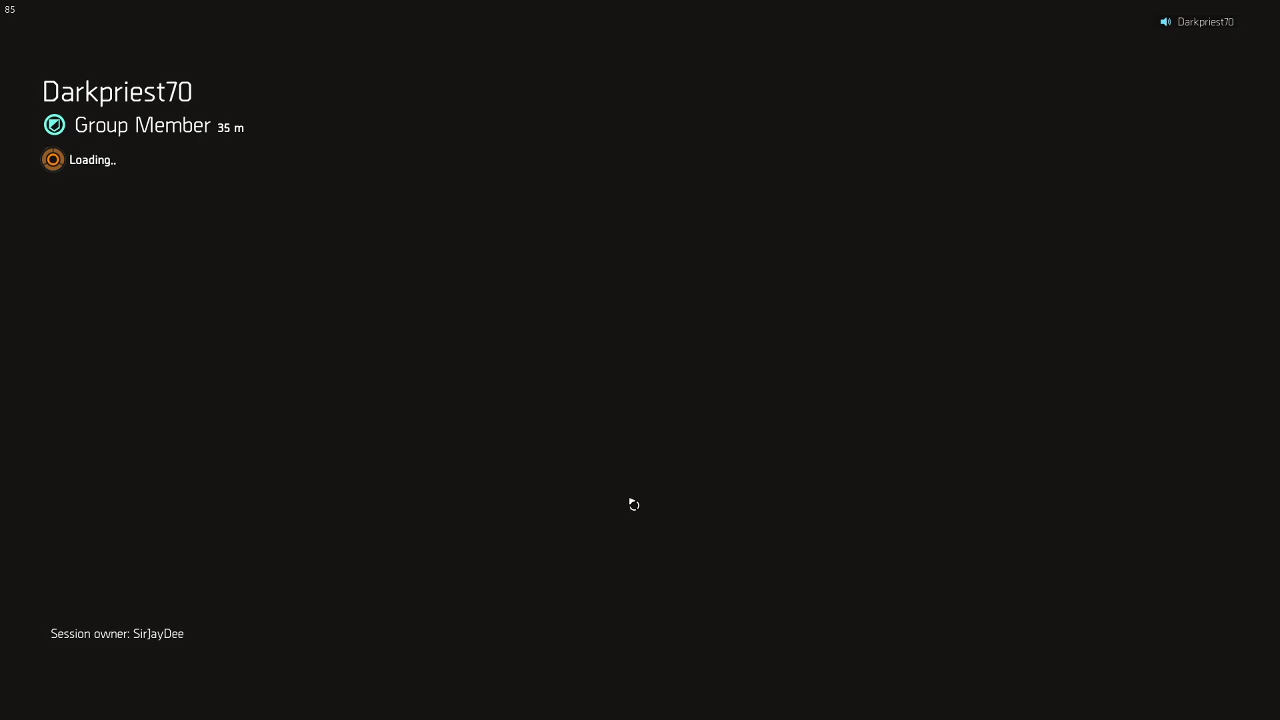 85
Darkpriest70
Darkpriest70
Group Member 35 m
Loading..
Session owner: SirJayDee